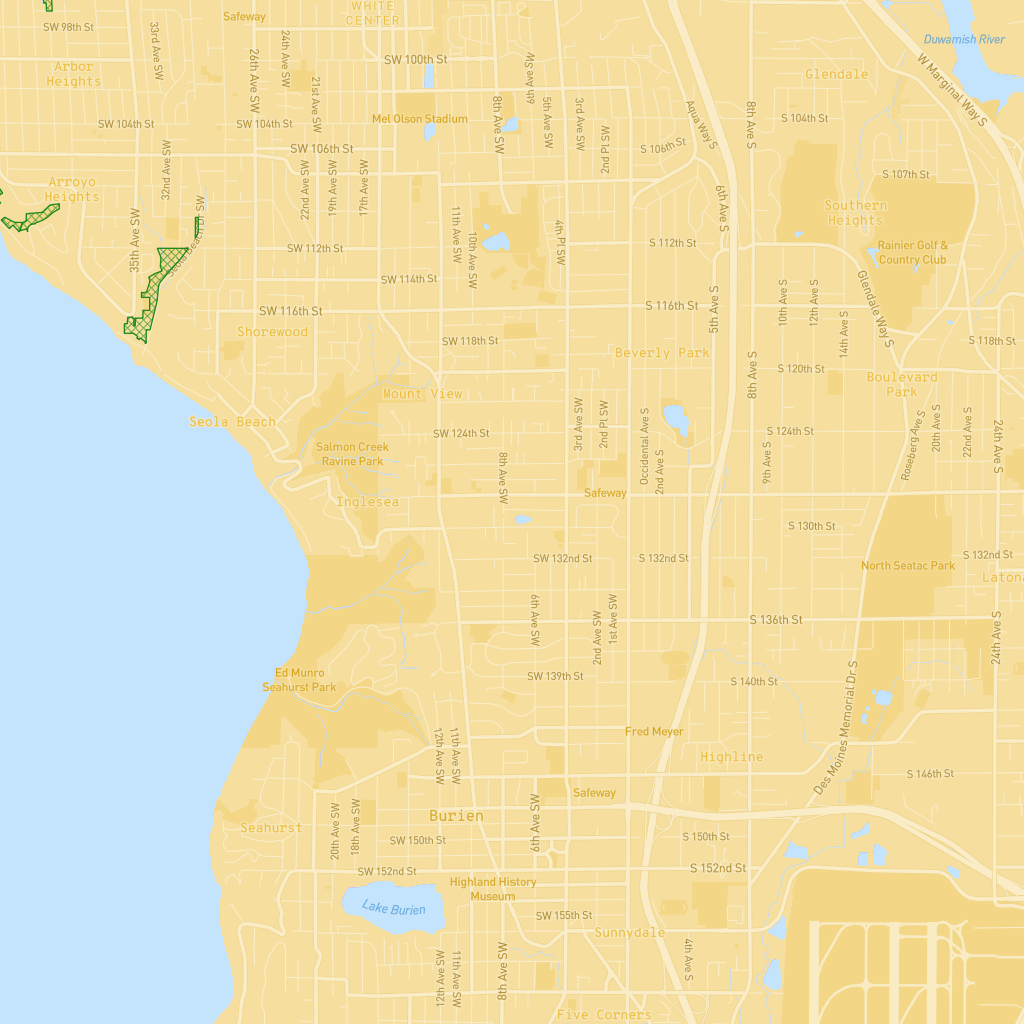 WHITE
CENTER
Safeway
SW 98th St
33rd Ave SW
26th Ave SW
24th Ave SW
21st Ave SW
SW 100th St
Duwamish River
W Marginal Way S
Arbor
Heights
Glendale
8th Ave SW
6th Ave SW
5th Ave SW
3rd Ave SW
2nd Pl SW
Aqua Way S
8th Ave S
SW 104th St
SW 104th St
Mel Olson Stadium
S 104th St
SW 106th St
S 106th St
32nd Ave SW
22nd Ave SW
19th Ave SW
17th Ave SW
S 107th St
Arroyo
Heights
35th Ave SW
Seola Beach Dr SW
11th Ave SW
10th Ave SW
4th Pl SW
6th Ave S
Southern
Heights
SW 112th St
S 112th St
Rainier Golf &
Country Club
SW 114th St
Glendale Way S
5th Ave S
10th Ave S
12th Ave S
14th Ave S
SW 116th St
S 116th St
Shorewood
SW 118th St
S 118th St
Beverly Park
8th Ave S
S 120th St
Boulevard
Park
Mount View
Seola Beach
3rd Ave SW
2nd Pl SW
Occidental Ave S
2nd Ave S
SW 124th St
S 124th St
Roseberg Ave S
20th Ave S
22nd Ave S
24th Ave S
Salmon Creek
Ravine Park
8th Ave SW
9th Ave S
Inglesea
Safeway
S 130th St
SW 132nd St
S 132nd St
S 132nd St
North Seatac Park
Latona
6th Ave SW
2nd Ave SW
1st Ave SW
S 136th St
24th Ave S
Ed Munro
Seahurst Park
SW 139th St
S 140th St
Des Moines Memorial Dr S
12th Ave SW
11th Ave SW
Fred Meyer
Highline
S 146th St
Safeway
Burien
Seahurst
20th Ave SW
18th Ave SW
6th Ave SW
SW 150th St
S 150th St
SW 152nd St
S 152nd St
Highland History
Museum
Lake Burien
SW 155th St
Sunnydale
4th Ave S
12th Ave SW
11th Ave SW
8th Ave SW
Five Corners